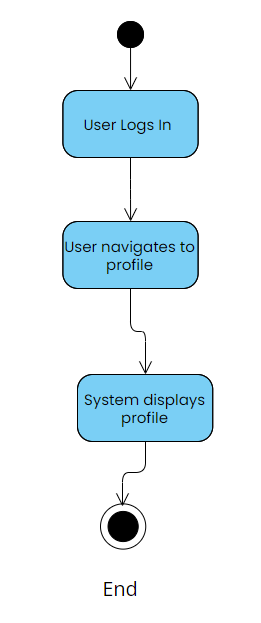 User Logs In
User navigates to
profile
System displays
profile
End